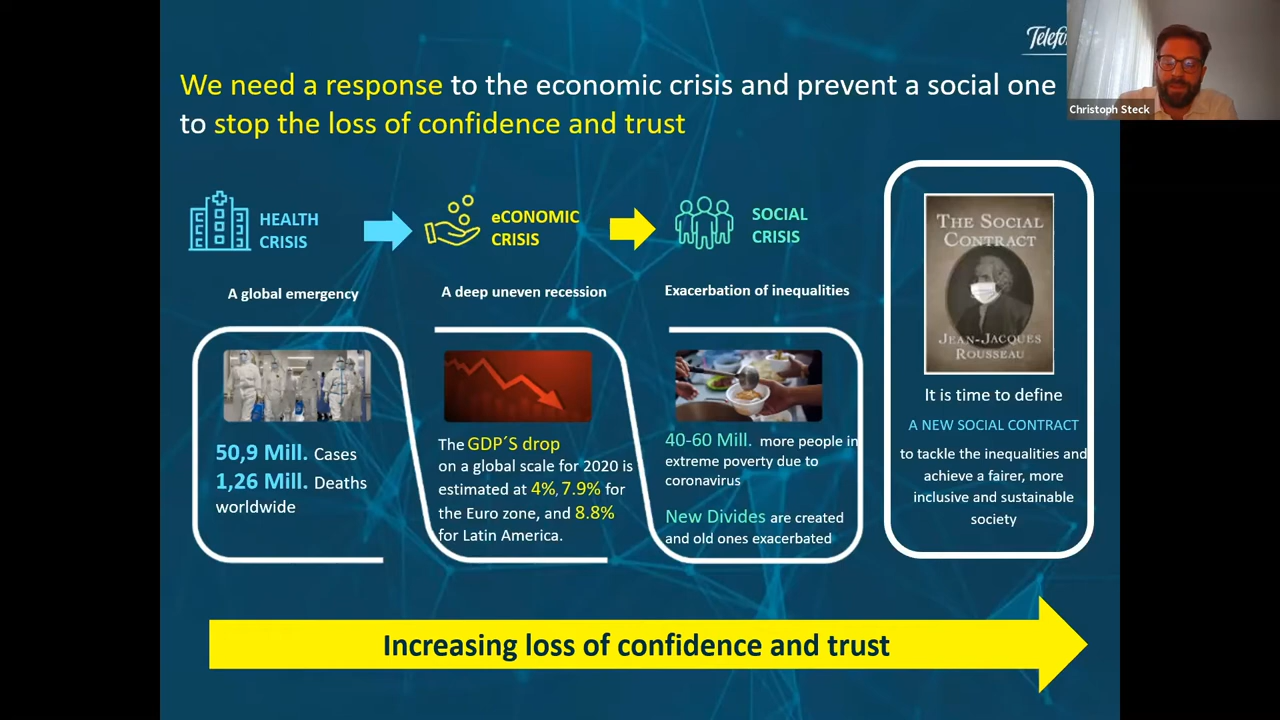 Christoph Steck
We need a response to the economic crisis and prevent a social one
to stop the loss of confidence and trust
HEALTH
CRISIS
A global emergency
50,9 Mill. Cases
1,26 Mill. Deaths
worldwide
eCONOMIC
CRISIS
A deep uneven recession
The GDP´S drop
on a global scale for 2020 is
estimated at 4%, 7.9% for
the Euro zone, and 8.8%
for Latin America.
SOCIAL
CRISIS
Exacerbation of inequalities
40-60 Mill. more people in
extreme poverty due to
coronavirus
New Divides are created
and old ones exacerbated
THE SOCIAL
CONTRACT
JEAN-JACQUES
ROUSSEAU
It is time to define
A NEW SOCIAL CONTRACT
to tackle the inequalities and
achieve a fairer, more
inclusive and sustainable
society
Increasing loss of confidence and trust